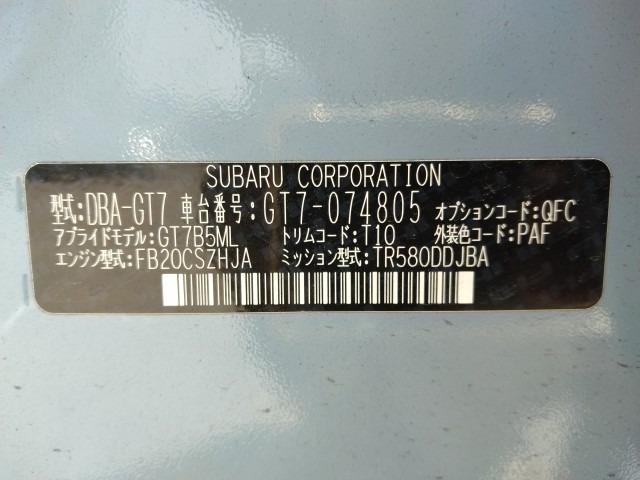 SUBARU CORPORATION
型式:DBA-GT7 車台番号:GT7-074805 オプションコード:QFC
アプライドモデル:GT7B5ML トリムコード:T10 外装色コード:PAF
エンジン型式:FB20CSZHJA ミッション型式:TR580DDJBA